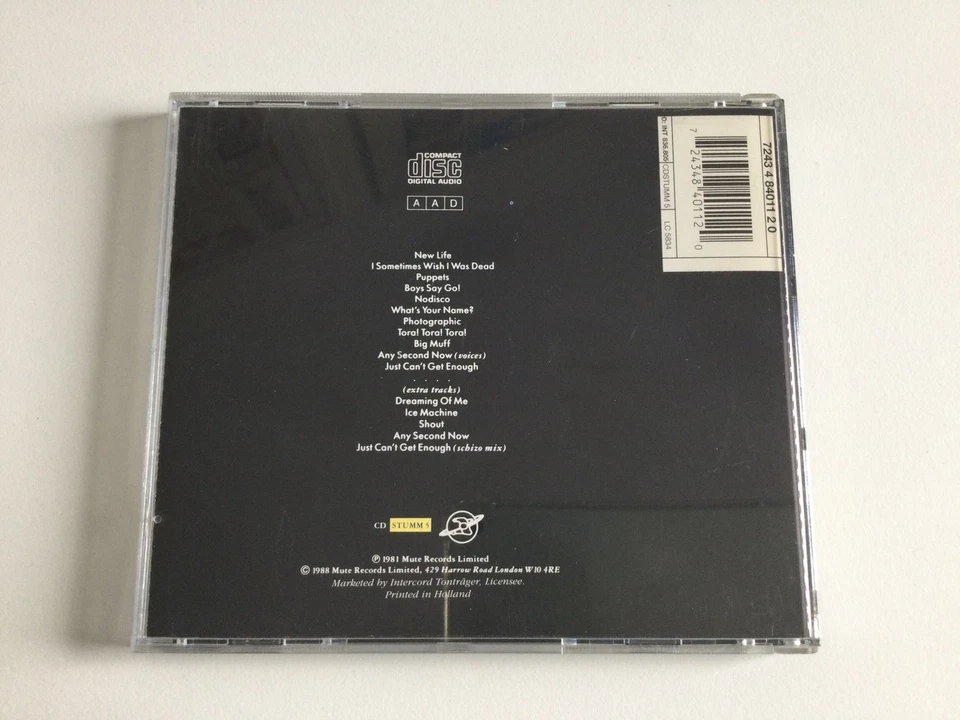 COMPACT
disc
DIGITAL AUDIO
A A D
New Life
I Sometimes Wish I Was Dead
Puppets
Boys Say Go!
Nodisco
What's Your Name?
Photographic
Tora! Tora! Tora!
Big Muff
Any Second Now (voices)
Just Can't Get Enough
. . . .
(extra tracks)
Dreaming Of Me
Ice Machine
Shout
Any Second Now
Just Can't Get Enough (schizo mix)
CD STUMM 5
℗ 1981 Mute Records Limited
© 1988 Mute Records Limited, 429 Harrow Road London W10 4RE
Marketed by Intercord Tonträger, Licensee.
Printed in Holland
7243 4 84011 2 0
7 24348 40112 0
D: INT 836.805 CDSTUMM 5 LC 5834